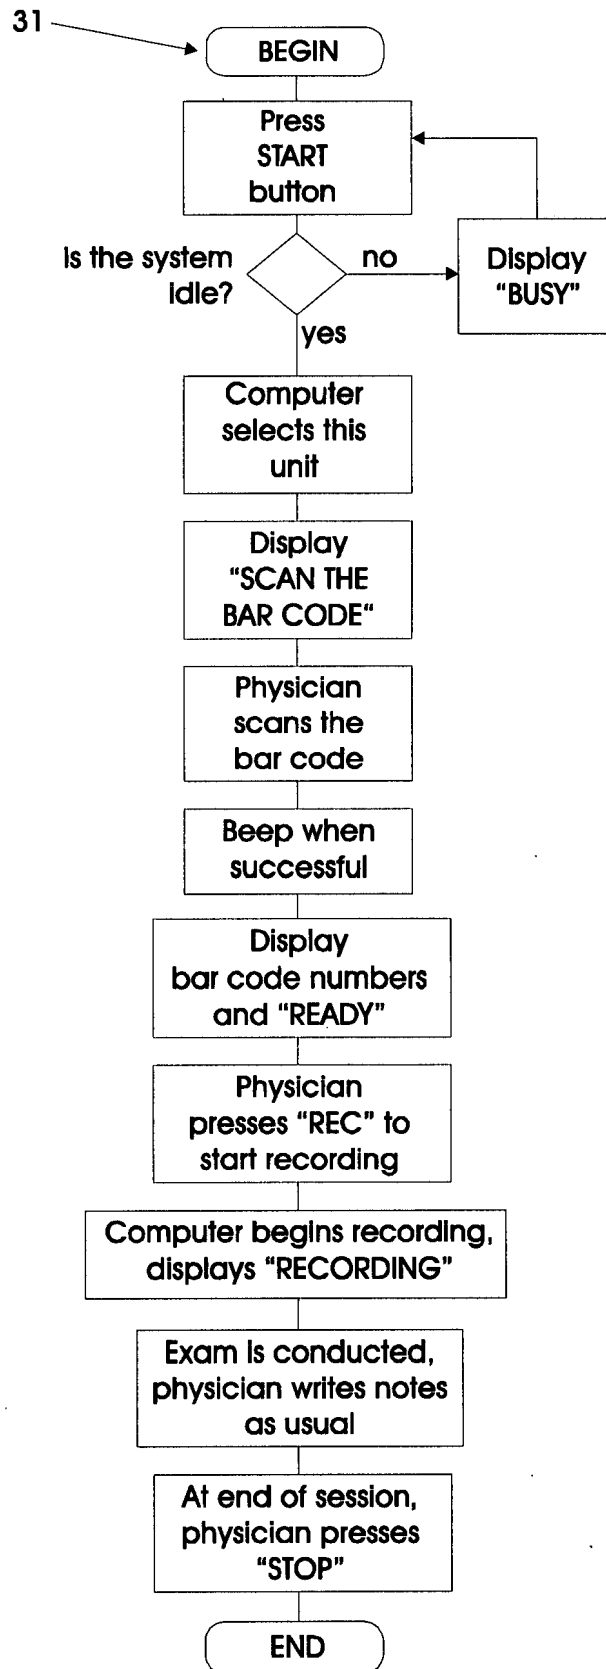 31
BEGIN
Press
START
button
Is the system
idle?
no
Display
“BUSY”
yes
Computer
selects this
unit
Display
“SCAN THE
BAR CODE“
Physician
scans the
bar code
Beep when
successful
Display
bar code numbers
and “READY”
Physician
presses “REC” to
start recording
Computer begins recording,
displays “RECORDING”
Exam is conducted,
physician writes notes
as usual
At end of session,
physician presses
“STOP”
END